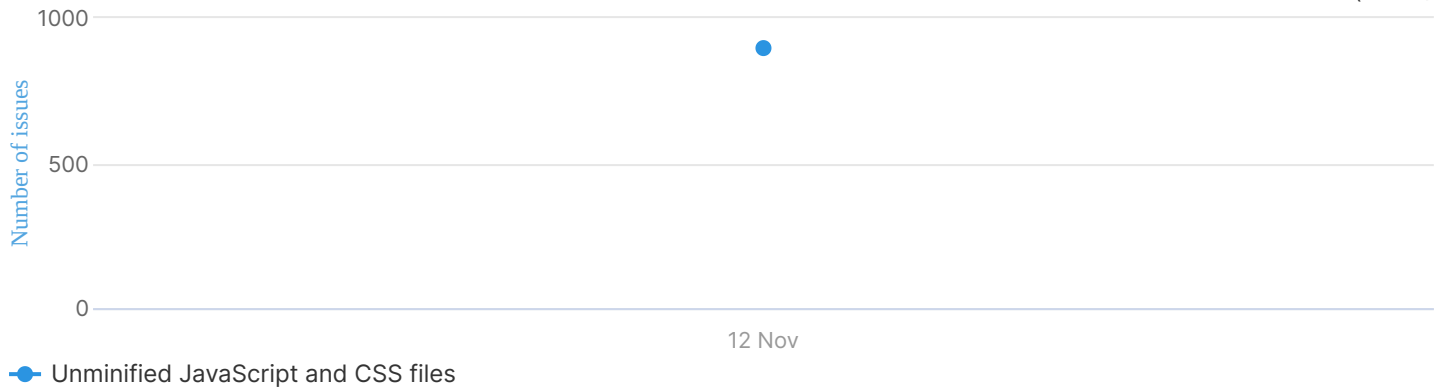 1000
Number of issues
500
0
12 Nov
Unminified JavaScript and CSS files